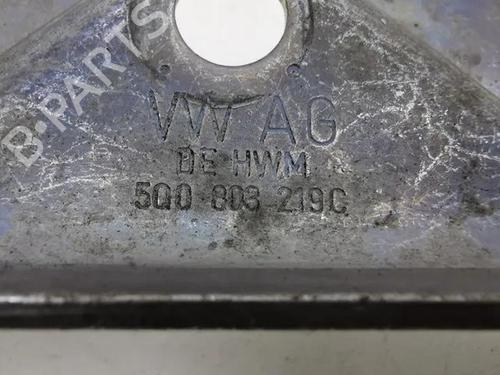 B-PARTS
VW AG
DE HWM
5Q0 803 219C